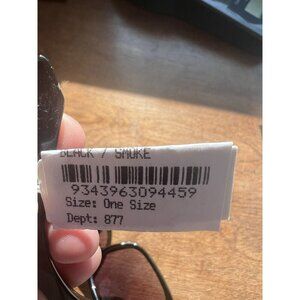 BLACK / SMOKE
9343963094459
Size: One Size
Dept: 877